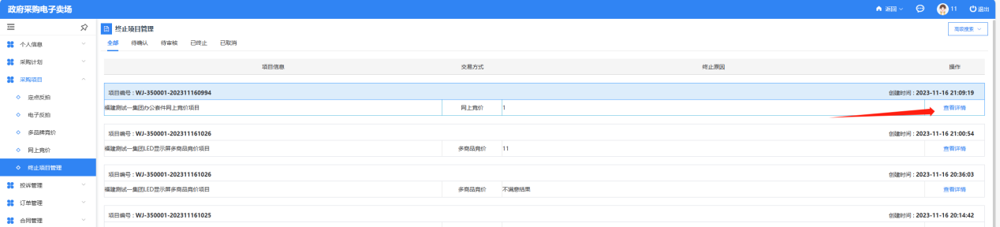 政府采购电子卖场
返回
11
退出
个人信息
采购计划
采购项目
定点反拍
电子反拍
多品牌竞价
网上竞价
终止项目管理
投诉管理
订单管理
合同管理
终止项目管理
高级搜索
全部 待确认 待审核 已终止 已取消
项目信息 交易方式 终止原因 操作
项目编号：WJ-350001-202311160994 创建时间：2023-11-16 21:09:19
福建测试一集团办公套件网上竞价项目 网上竞价 1 查看详情
项目编号：WJ-350001-202311161026 创建时间：2023-11-16 21:00:54
福建测试一集团LED显示屏多商品竞价项目 多商品竞价 11 查看详情
项目编号：WJ-350001-202311161026 创建时间：2023-11-16 20:36:03
福建测试一集团LED显示屏多商品竞价项目 多商品竞价 不满意结果 查看详情
项目编号：WJ-350001-202311161025 创建时间：2023-11-16 20:14:42